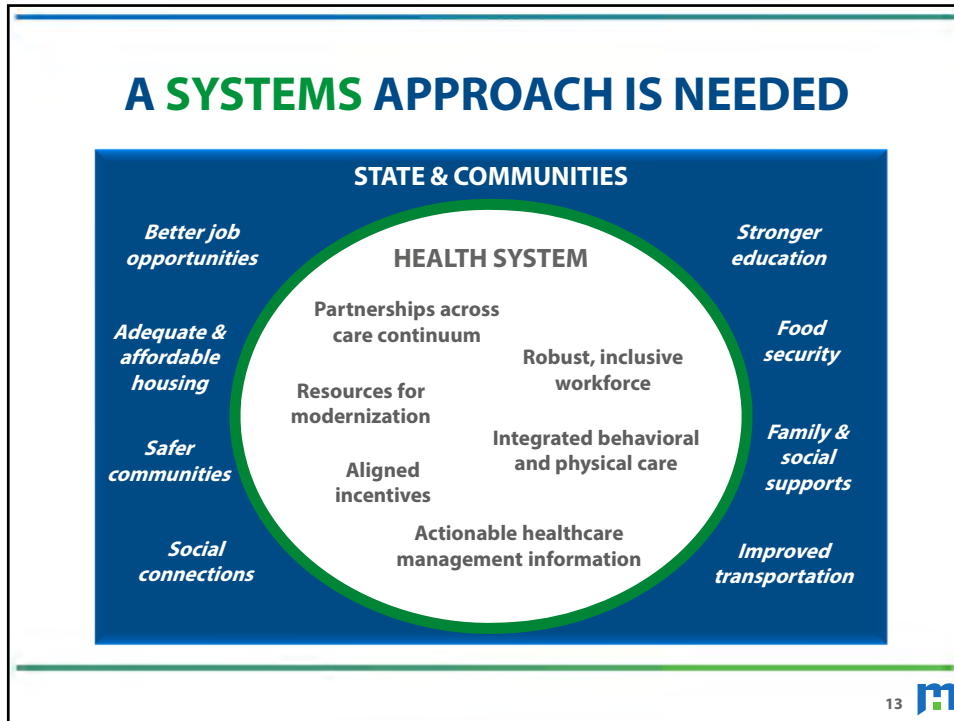 A SYSTEMS APPROACH IS NEEDED
STATE & COMMUNITIES
Better job
opportunities
Adequate &
affordable
housing
Safer
communities
Social
connections
HEALTH SYSTEM
Partnerships across
care continuum
Robust, inclusive
workforce
Resources for
modernization
Integrated behavioral
and physical care
Aligned
incentives
Actionable healthcare
management information
Stronger
education
Food
security
Family &
social
supports
Improved
transportation
13